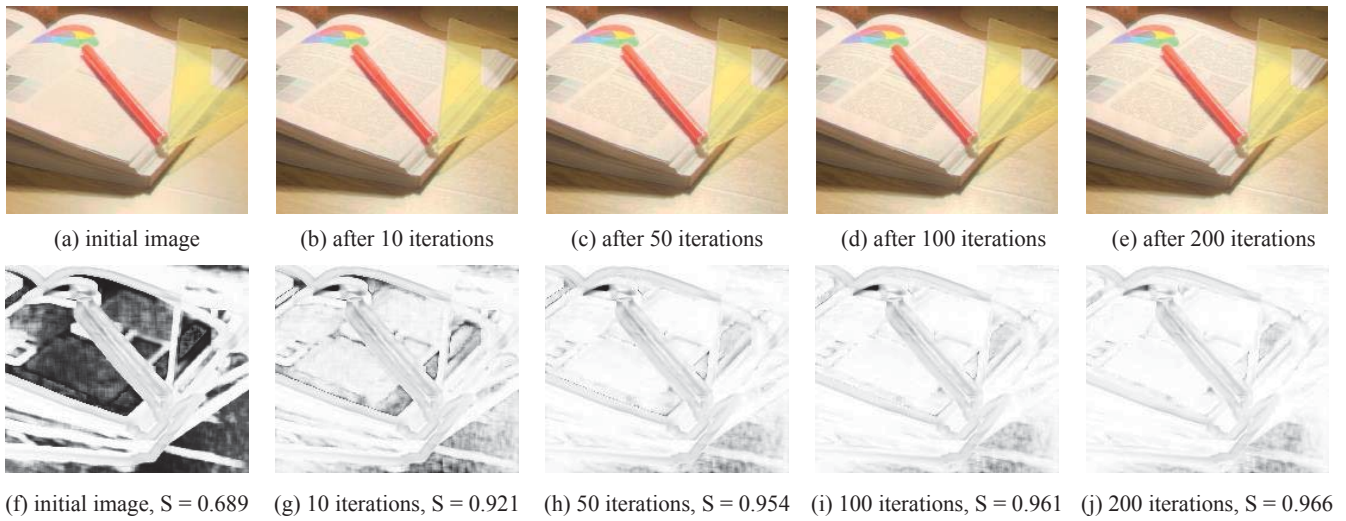 (a) initial image
(b) after 10 iterations
(c) after 50 iterations
(d) after 100 iterations
(e) after 200 iterations
(f) initial image, S = 0.689
(g) 10 iterations, S = 0.921
(h) 50 iterations, S = 0.954
(i) 100 iterations, S = 0.961
(j) 200 iterations, S = 0.966